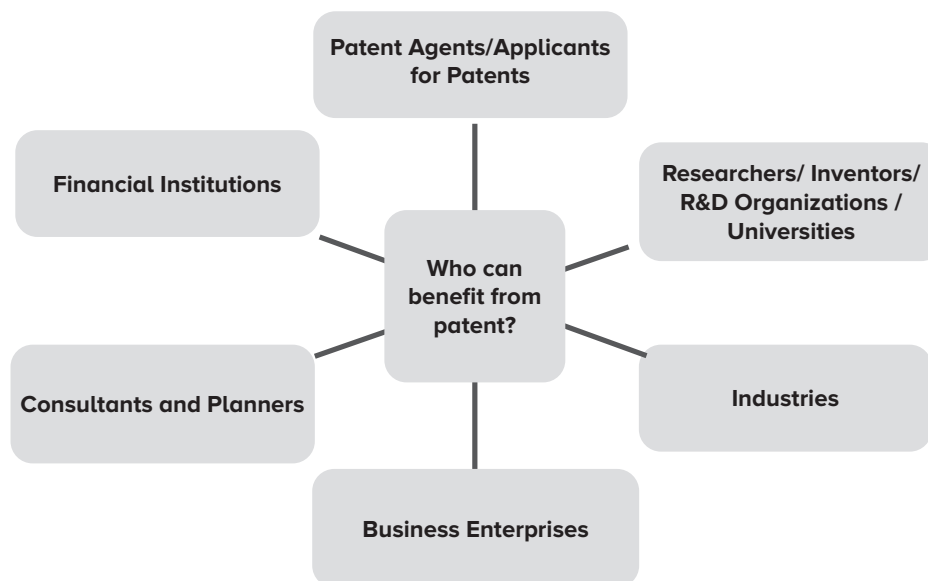 Patent Agents/Applicants
for Patents
Financial Institutions
Researchers/ Inventors/
R&D Organizations /
Universities
Who can
benefit from
patent?
Consultants and Planners
Industries
Business Enterprises